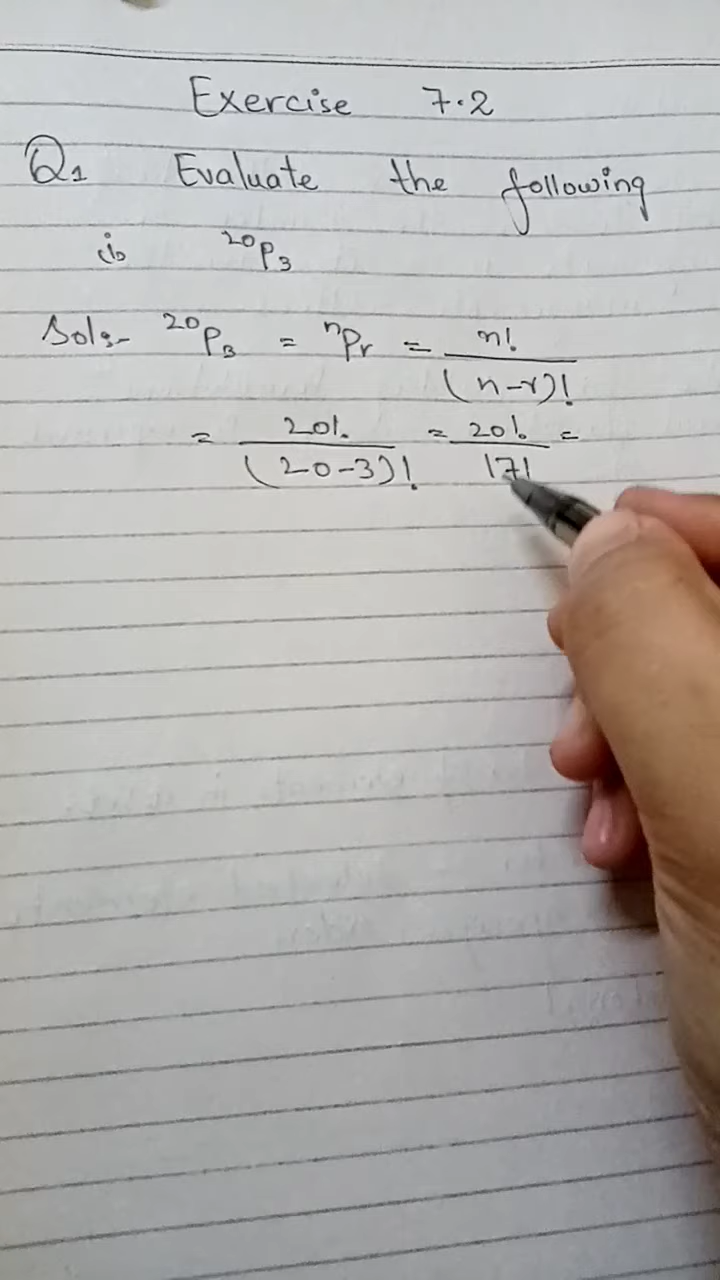 Exercise 7.2
Q1 Evaluate the following
i) ²⁰P₃
Sol:- ²⁰P₃ = ⁿPr = n! / (n-r)!
= 20! / (20-3)! = 20! / 17! =